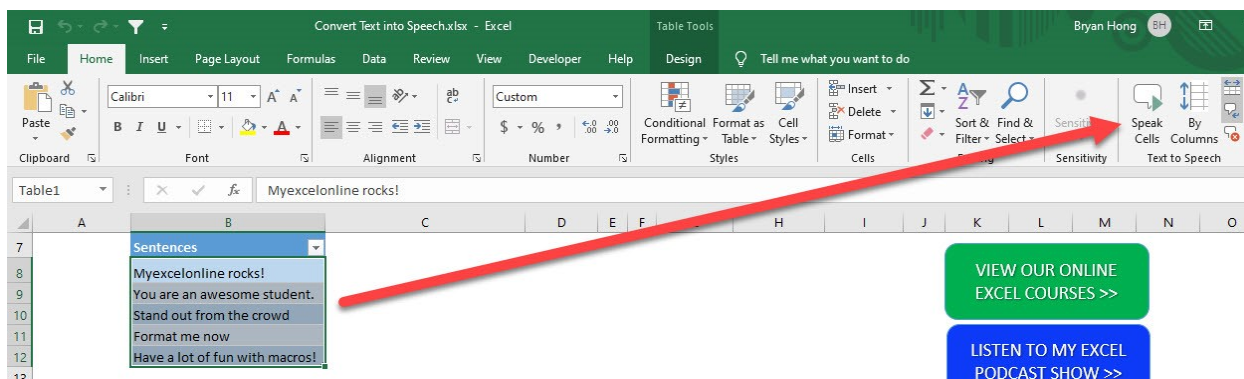 Convert Text into Speech.xlsx - Excel
Table Tools
Bryan Hong BH
File Home Insert Page Layout Formulas Data Review View Developer Help Design Tell me what you want to do
Paste
Calibri 11 A A
B I U A
ab
Custom
$ % , .00
Conditional Formatting
Format as Table
Cell Styles
Insert
Delete
Format
Σ
Sort & Filter
Find & Select
Speak Cells
By Columns
Clipboard Font Alignment Number Styles Cells Sensitivity Text to Speech
Table1 fx Myexcelonline rocks!
A B C D E F H I J K L M N O
7 Sentences
8 Myexcelonline rocks!
9 You are an awesome student.
10 Stand out from the crowd
11 Format me now
12 Have a lot of fun with macros!
VIEW OUR ONLINE
EXCEL COURSES >>
LISTEN TO MY EXCEL
PODCAST SHOW >>